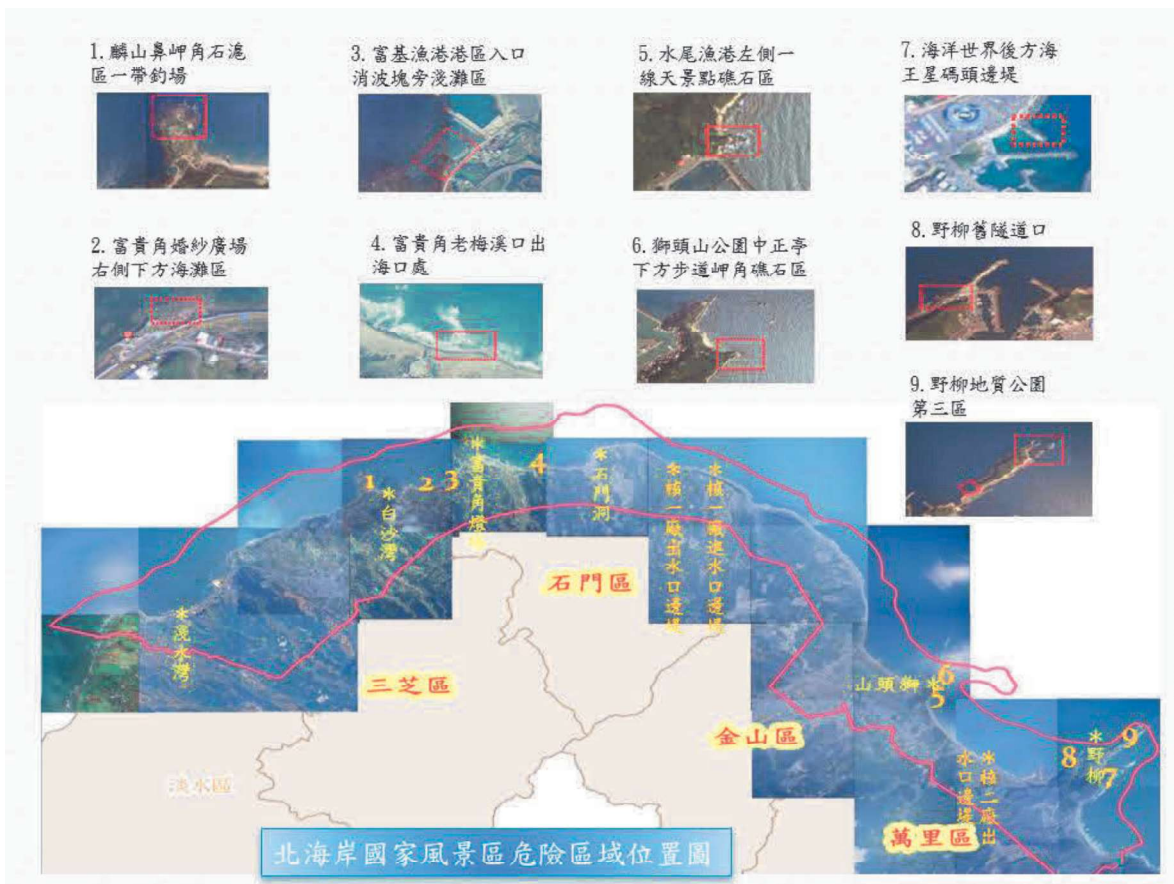 1.麟山鼻岬角石滬
區一帶釣場
3.富基漁港港區入口
消波塊旁淺灘區
5.水尾漁港左側一
線天景點礁石區
7.海洋世界後方海
王星碼頭邊堤
2.富貴角婚紗廣場
右側下方海灘區
4.富貴角老梅溪口出
海口處
6.獅頭山公園中正亭
下方步道岬角礁石區
8.野柳舊隧道口
9.野柳地質公園
第三區
1
*白沙灣
2
3
*富貴角燈塔
4
*石門洞
*核一廠出水口邊堤
*核一廠進水口邊堤
*淺水灣
石門區
三芝區
山頭獅*
6
5
金山區
8
*野柳
9
7
*核二廠出
水口邊堤
淡水區
萬里區
北海岸國家風景區危險區域位置圖